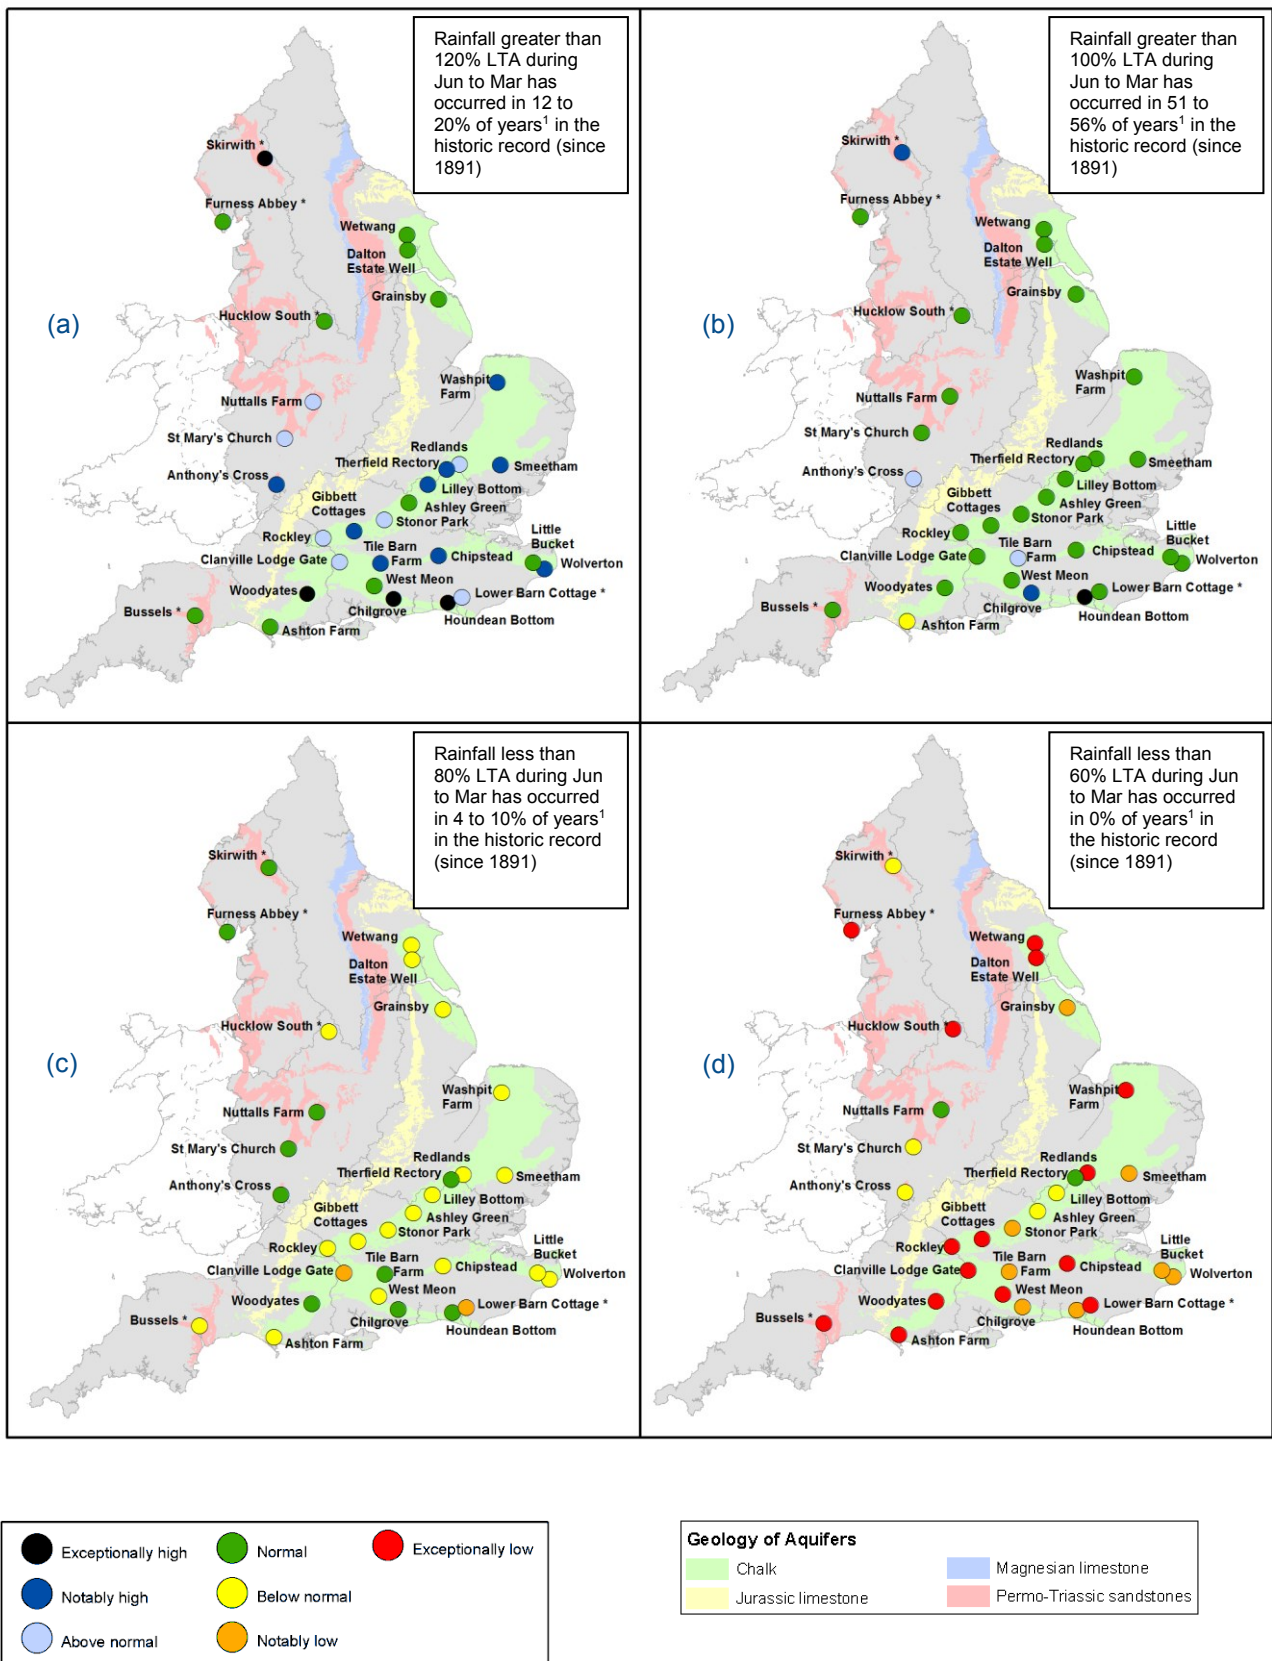 Rainfall greater than
120% LTA during
Jun to Mar has
occurred in 12 to
20% of years1 in the
historic record (since
1891)
Skirwith *
Furness Abbey *
Wetwang
Dalton
Estate Well
Grainsby
(a)
Hucklow South *
Washpit
Farm
Nuttalls Farm
St Mary's Church
Redlands
Therfield Rectory
Smeetham
Anthony's Cross
Lilley Bottom
Gibbett
Cottages
Ashley Green
Stonor Park
Rockley
Little
Bucket
Tile Barn
Farm
Chipstead
Clanville Lodge Gate
Wolverton
West Meon
Woodyates
Lower Barn Cottage *
Bussels *
Chilgrove
Houndean Bottom
Ashton Farm
Rainfall greater than
100% LTA during
Jun to Mar has
occurred in 51 to
56% of years1 in the
historic record (since
1891)
Skirwith *
Furness Abbey *
Wetwang
Dalton
Estate Well
Grainsby
(b)
Hucklow South *
Washpit
Farm
Nuttalls Farm
St Mary's Church
Redlands
Therfield Rectory
Smeetham
Anthony's Cross
Lilley Bottom
Gibbett
Cottages
Ashley Green
Stonor Park
Rockley
Little
Bucket
Tile Barn
Farm
Chipstead
Clanville Lodge Gate
Wolverton
West Meon
Woodyates
Lower Barn Cottage *
Bussels *
Chilgrove
Houndean Bottom
Ashton Farm
Rainfall less than
80% LTA during Jun
to Mar has occurred
in 4 to 10% of years1
in the historic record
(since 1891)
Skirwith *
Furness Abbey *
Wetwang
Dalton
Estate Well
Grainsby
Hucklow South *
(c)
Washpit
Farm
Nuttalls Farm
St Mary's Church
Redlands
Therfield Rectory
Smeetham
Anthony's Cross
Lilley Bottom
Gibbett
Cottages
Ashley Green
Stonor Park
Rockley
Little
Bucket
Tile Barn
Farm
Chipstead
Clanville Lodge Gate
Wolverton
West Meon
Woodyates
Lower Barn Cottage *
Bussels *
Chilgrove
Houndean Bottom
Ashton Farm
Rainfall less than
60% LTA during Jun
to Mar has occurred
in 0% of years1 in
the historic record
(since 1891)
Skirwith *
Furness Abbey *
Wetwang
Dalton
Estate Well
Grainsby
Hucklow South *
(d)
Washpit
Farm
Nuttalls Farm
St Mary's Church
Redlands
Therfield Rectory
Smeetham
Anthony's Cross
Lilley Bottom
Gibbett
Cottages
Ashley Green
Stonor Park
Rockley
Little
Bucket
Tile Barn
Farm
Chipstead
Clanville Lodge Gate
Wolverton
West Meon
Woodyates
Lower Barn Cottage *
Bussels *
Chilgrove
Houndean Bottom
Ashton Farm
Exceptionally high
Normal
Exceptionally low
Notably high
Below normal
Above normal
Notably low
Geology of Aquifers
Chalk
Magnesian limestone
Jurassic limestone
Permo-Triassic sandstones